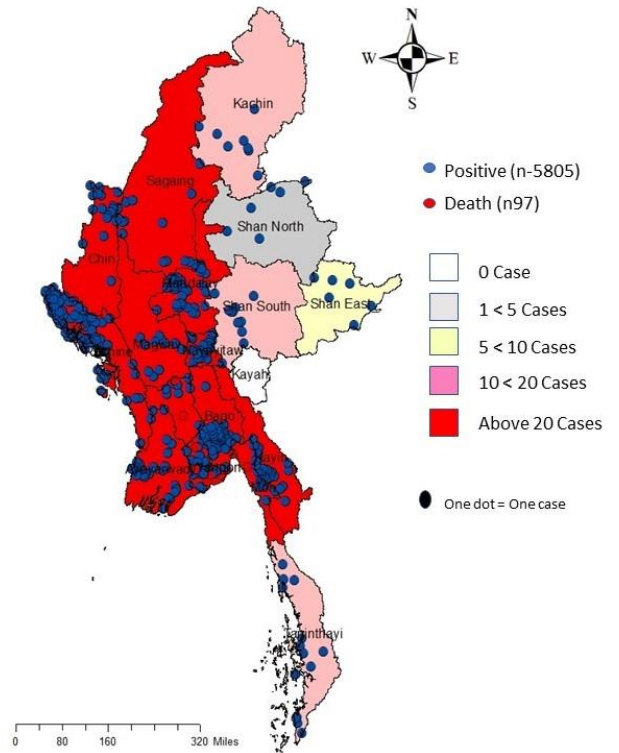 N
W E
S
Kachin
Positive (n-5805)
Sagaing
Death (n97)
Shan North
Chin
0 Case
Shan South
Shan East
1 < 5 Cases
5 < 10 Cases
Magway
Kayah
10 < 20 Cases
Bago
Above 20 Cases
One dot = One case
0 80 160 320 Miles